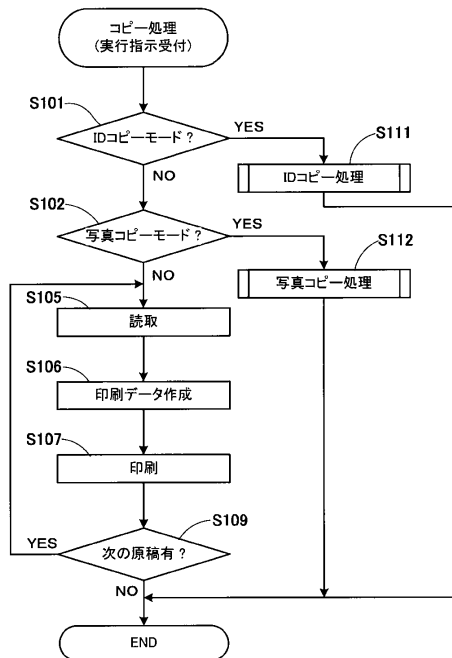 コピー処理
(実行指示受付)
S101
IDコピーモード？
YES
S111
IDコピー処理
NO
S102
写真コピーモード？
YES
S112
写真コピー処理
NO
S105
読取
S106
印刷データ作成
S107
印刷
S109
次の原稿有？
YES
NO
END